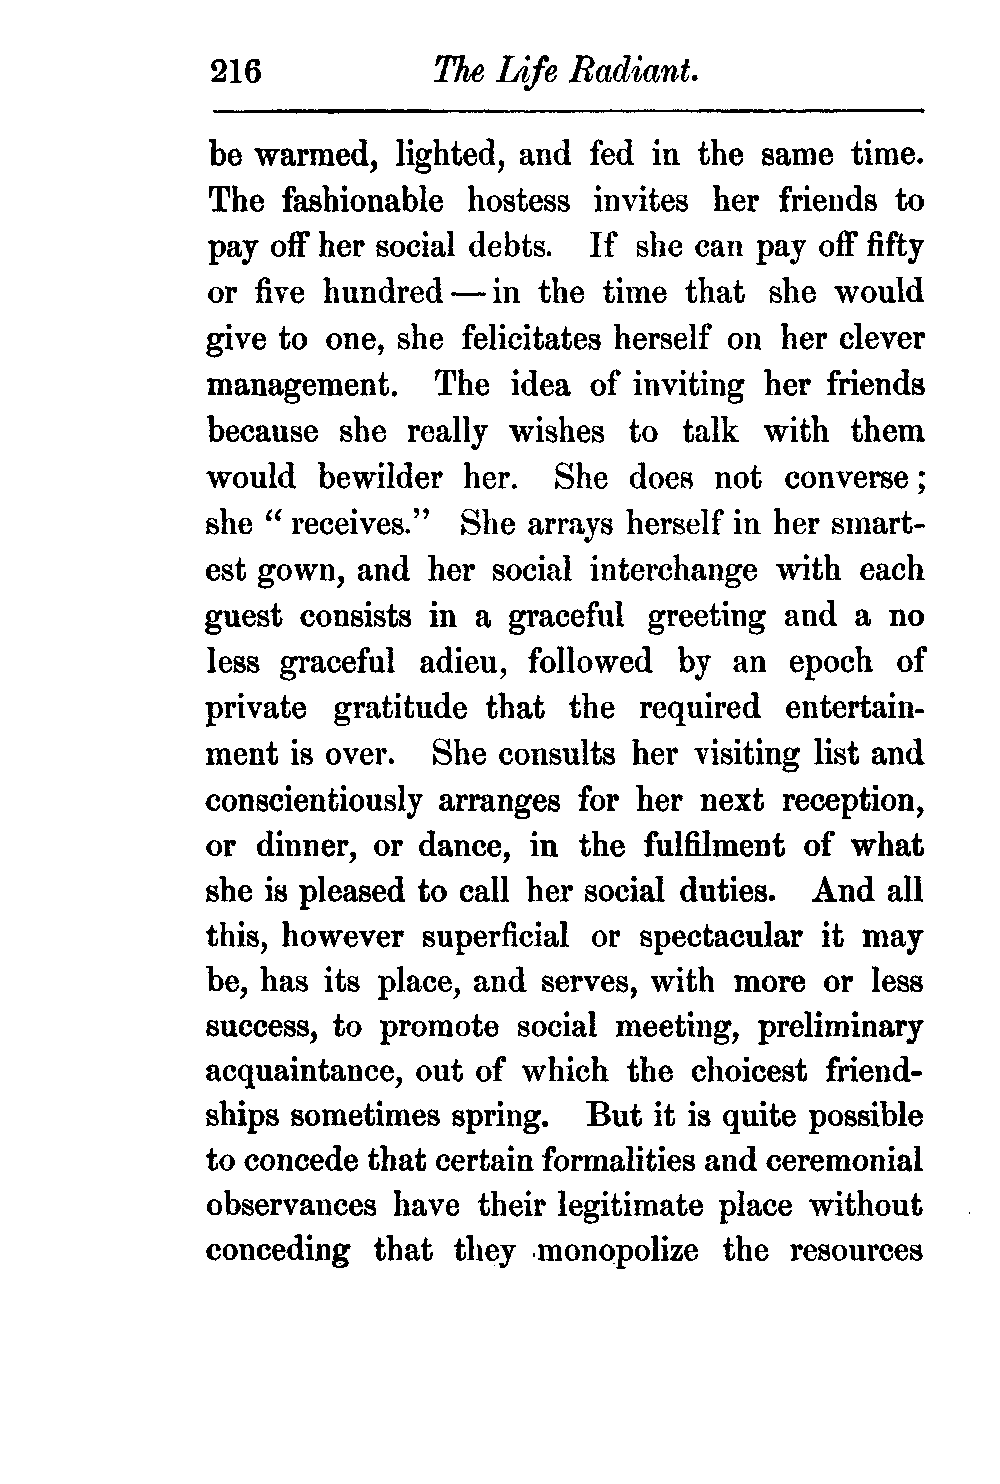 216 The Life Radiant.
be warmed, lighted, and fed in the same time.
The fashionable hostess invites her friends to
pay off her social debts. If she can pay off fifty
or five hundred — in the time that she would
give to one, she felicitates herself on her clever
management. The idea of inviting her friends
because she really wishes to talk with them
would bewilder her. She does not converse;
she “receives.” She arrays herself in her smart-
est gown, and her social interchange with each
guest consists in a graceful greeting and a no
less graceful adieu, followed by an epoch of
private gratitude that the required entertain-
ment is over. She consults her visiting list and
conscientiously arranges for her next reception,
or dinner, or dance, in the fulfilment of what
she is pleased to call her social duties. And all
this, however superficial or spectacular it may
be, has its place, and serves, with more or less
success, to promote social meeting, preliminary
acquaintance, out of which the choicest friend-
ships sometimes spring. But it is quite possible
to concede that certain formalities and ceremonial
observances have their legitimate place without
conceding that they monopolize the resources